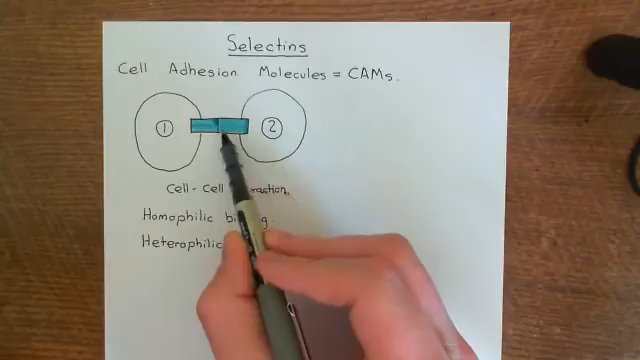 Selectins
Cell Adhesion Molecules = CAMs.
1
2
Cell - Cell
Homophilic
Heterophilic